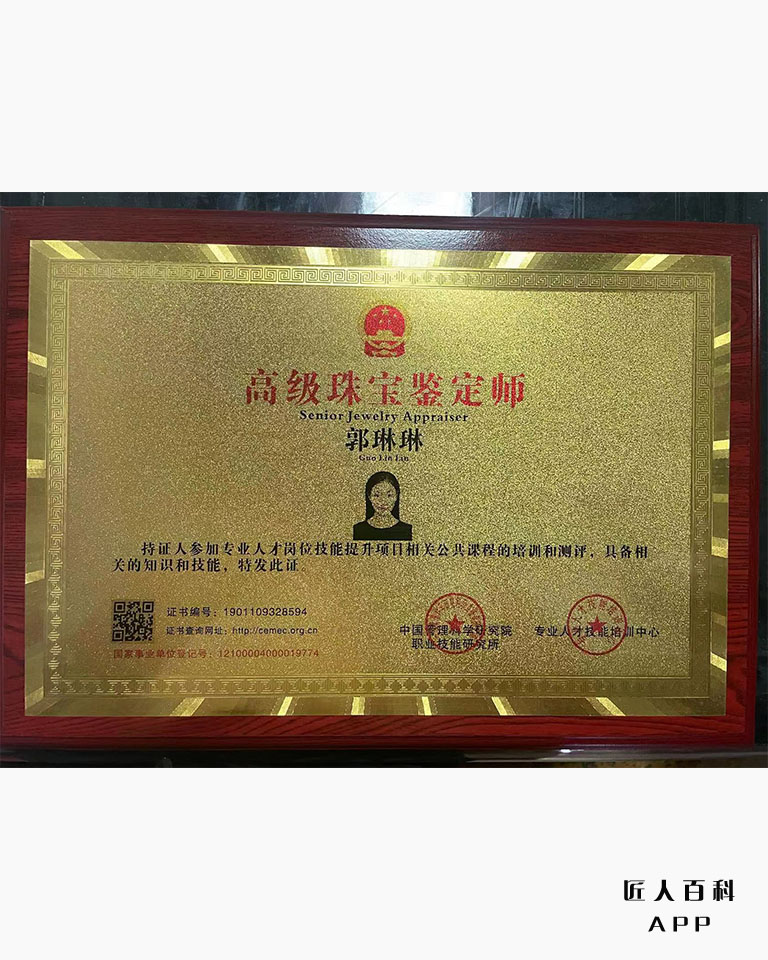 高级珠宝鉴定师
Senior Jewelry Appraiser
郭琳琳
Guo Lin Lin
持证人参加专业人才岗位技能提升项目相关公共课程的培训和测评，具备相
关的知识和技能，特发此证
证书编号：1901109328594
证书查询网址：http://cemec.org.cn
国家事业单位登记号：12100004000019774
中国管理科学研究院
职业技能研究所
专业人才技能培训中心
匠人百科
APP